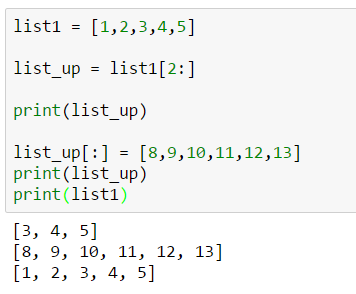 list1 = [1,2,3,4,5]
list_up = list1[2:]
print(list_up)
list_up[:] = [8,9,10,11,12,13]
print(list_up)
print(list1)
[3, 4, 5]
[8, 9, 10, 11, 12, 13]
[1, 2, 3, 4, 5]